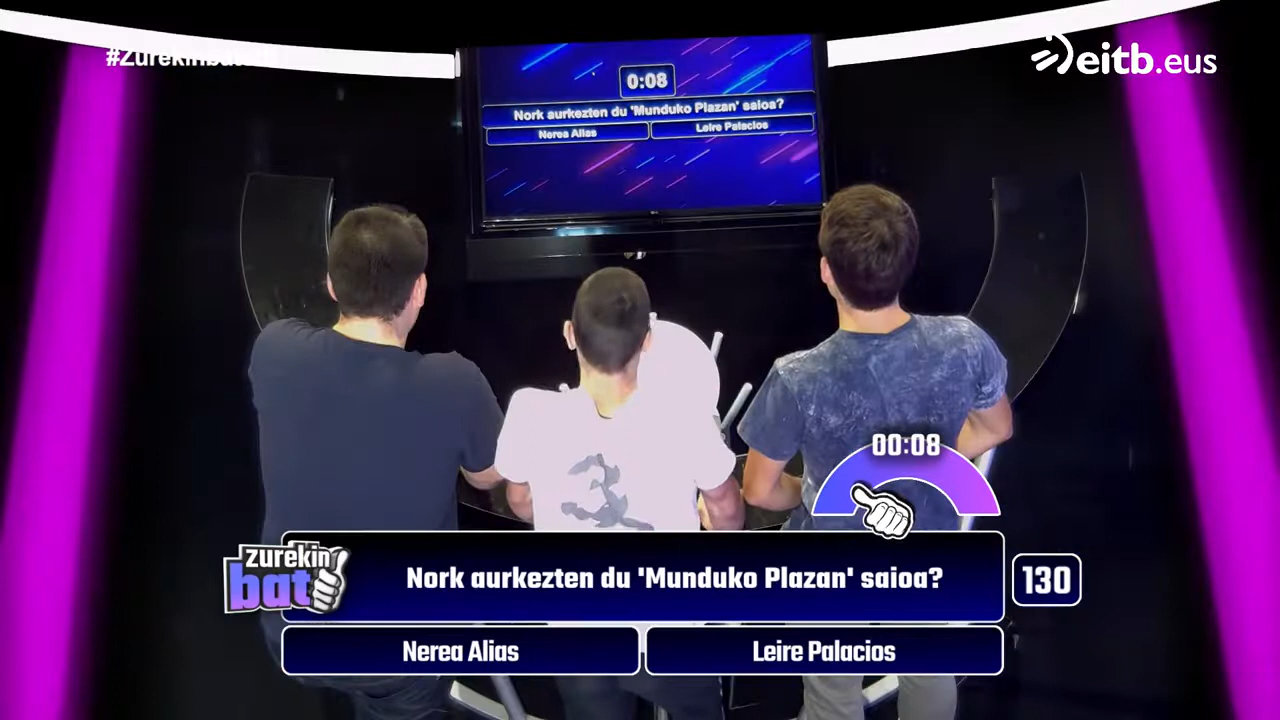 #Zurekinbat
eitb.eus
0:08
Nork aurkezten du 'Munduko Plazan' saioa?
Nerea Alias
Leire Palacios
3
00:08
zurekin
bat
Nork aurkezten du 'Munduko Plazan' saioa?
130
Nerea Alias
Leire Palacios